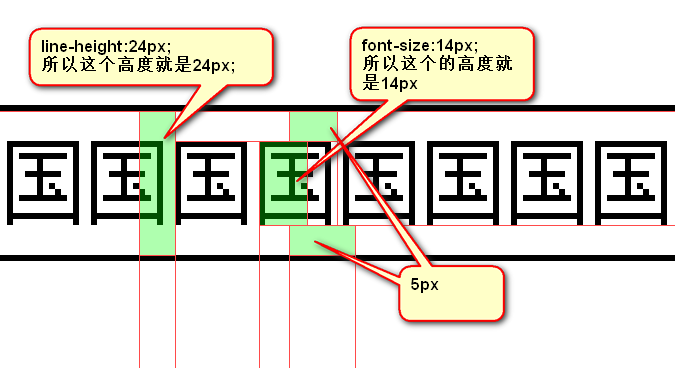 line-height:24px;
所以这个高度就是24px;
font-size:14px;
所以这个的高度就
是14px
国国国国国国国国
5px